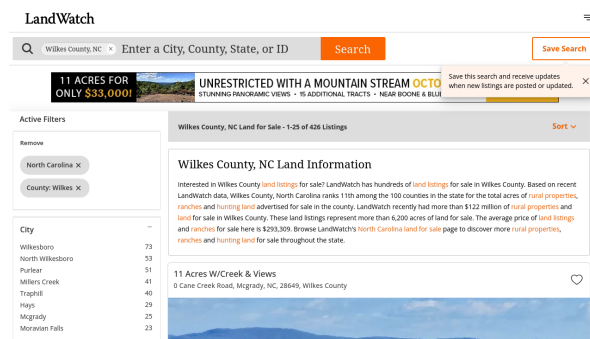 LandWatch
Wilkes County, NC × Enter a City, County, State, or ID Search Save Search
Save this search and receive updates
when new listings are posted or updated.
11 ACRES FOR
ONLY $33,000!
UNRESTRICTED WITH A MOUNTAIN STREAM OCTO
STUNNING PANORAMIC VIEWS • 15 ADDITIONAL TRACTS • NEAR BOONE & BLU
Active Filters
Remove
North Carolina ×
County: Wilkes ×
City
Wilkesboro 73
North Wilkesboro 53
Purlear 51
Millers Creek 41
Traphill 40
Hays 29
Mcgrady 25
Moravian Falls 23
Wilkes County, NC Land for Sale - 1-25 of 426 Listings Sort
Wilkes County, NC Land Information
Interested in Wilkes County land listings for sale? LandWatch has hundreds of land listings for sale in Wilkes County. Based on recent
LandWatch data, Wilkes County, North Carolina ranks 11th among the 100 counties in the state for the total acres of rural properties,
ranches and hunting land advertised for sale in the county. LandWatch recently had more than $122 million of rural properties and
land for sale in Wilkes County. These land listings represent more than 6,200 acres of land for sale. The average price of land listings
and ranches for sale here is $293,309. Browse LandWatch's North Carolina land for sale page to discover more rural properties,
ranches and hunting land for sale throughout the state.
11 Acres W/Creek & Views
0 Cane Creek Road, Mcgrady, NC, 28649, Wilkes County